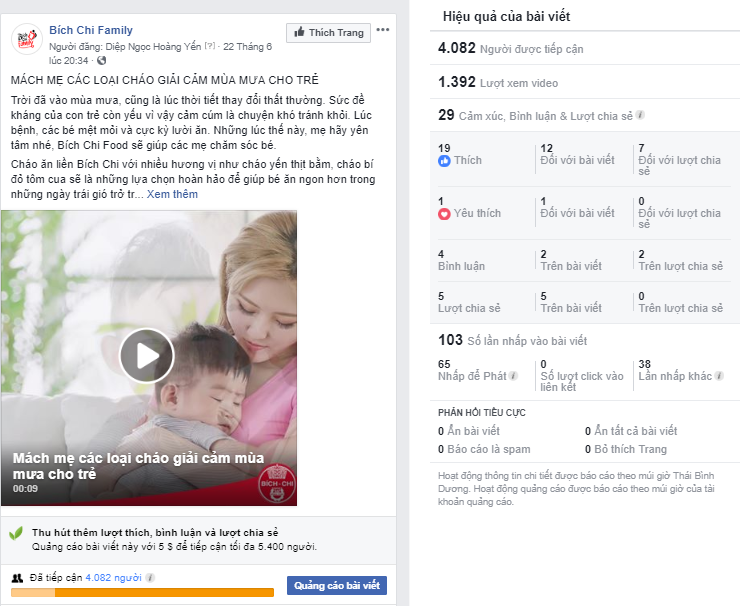 Bích Chi Family
Thích Trang
Người đăng: Diệp Ngọc Hoàng Yến [?] · 22 Tháng 6
lúc 20:34 ·
MÁCH MẸ CÁC LOẠI CHÁO GIẢI CẢM MÙA MƯA CHO TRẺ
Trời đã vào mùa mưa, cũng là lúc thời tiết thay đổi thất thường. Sức đề
kháng của con trẻ còn yếu vì vậy cảm cúm là chuyện khó tránh khỏi. Lúc
bệnh, các bé mệt mỏi và cực kỳ lười ăn. Những lúc thế này, mẹ hãy yên
tâm nhé, Bích Chi Food sẽ giúp các mẹ chăm sóc bé.
Cháo ăn liền Bích Chi với nhiều hương vị như cháo yến thịt bằm, cháo bí
đỏ tôm cua sẽ là những lựa chọn hoàn hảo để giúp bé ăn ngon hơn trong
những ngày trái gió trở tr... Xem thêm
Mách mẹ các loại cháo giải cảm mùa
mưa cho trẻ
00:09
BÍCH-CHI
Thu hút thêm lượt thích, bình luận và lượt chia sẻ
Quảng cáo bài viết này với 5 $ để tiếp cận tối đa 5.400 người.
Đã tiếp cận 4.082 người
Quảng cáo bài viết
Hiệu quả của bài viết
4.082 Người được tiếp cận
1.392 Lượt xem video
29 Cảm xúc, Bình luận & Lượt chia sẻ
19
Thích
12
Đối với bài viết
7
Đối với lượt chia
sẻ
1
Yêu thích
1
Đối với bài viết
0
Đối với lượt chia
sẻ
4
Bình luận
2
Trên bài viết
2
Trên lượt chia sẻ
5
Lượt chia sẻ
5
Trên bài viết
0
Trên lượt chia sẻ
103 Số lần nhấp vào bài viết
65
Nhấp để Phát
0
Số lượt click vào
liên kết
38
Lần nhấp khác
PHẢN HỒI TIÊU CỰC
0 Ẩn bài viết
0 Ẩn tất cả bài viết
0 Báo cáo là spam
0 Bỏ thích Trang
Hoạt động thông tin chi tiết được báo cáo theo múi giờ Thái Bình
Dương. Hoạt động quảng cáo được báo cáo theo múi giờ của tài
khoản quảng cáo.